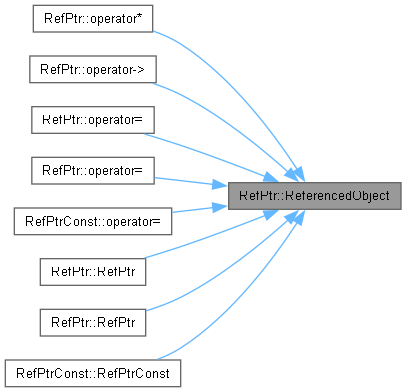 RefPtr::operator*
RefPtr::operator->
RefPtr::operator=
RefPtr::operator=
RefPtr::ReferencedObject
RefPtrConst::operator=
RefPtr::RefPtr
RefPtr::RefPtr
RefPtrConst::RefPtrConst